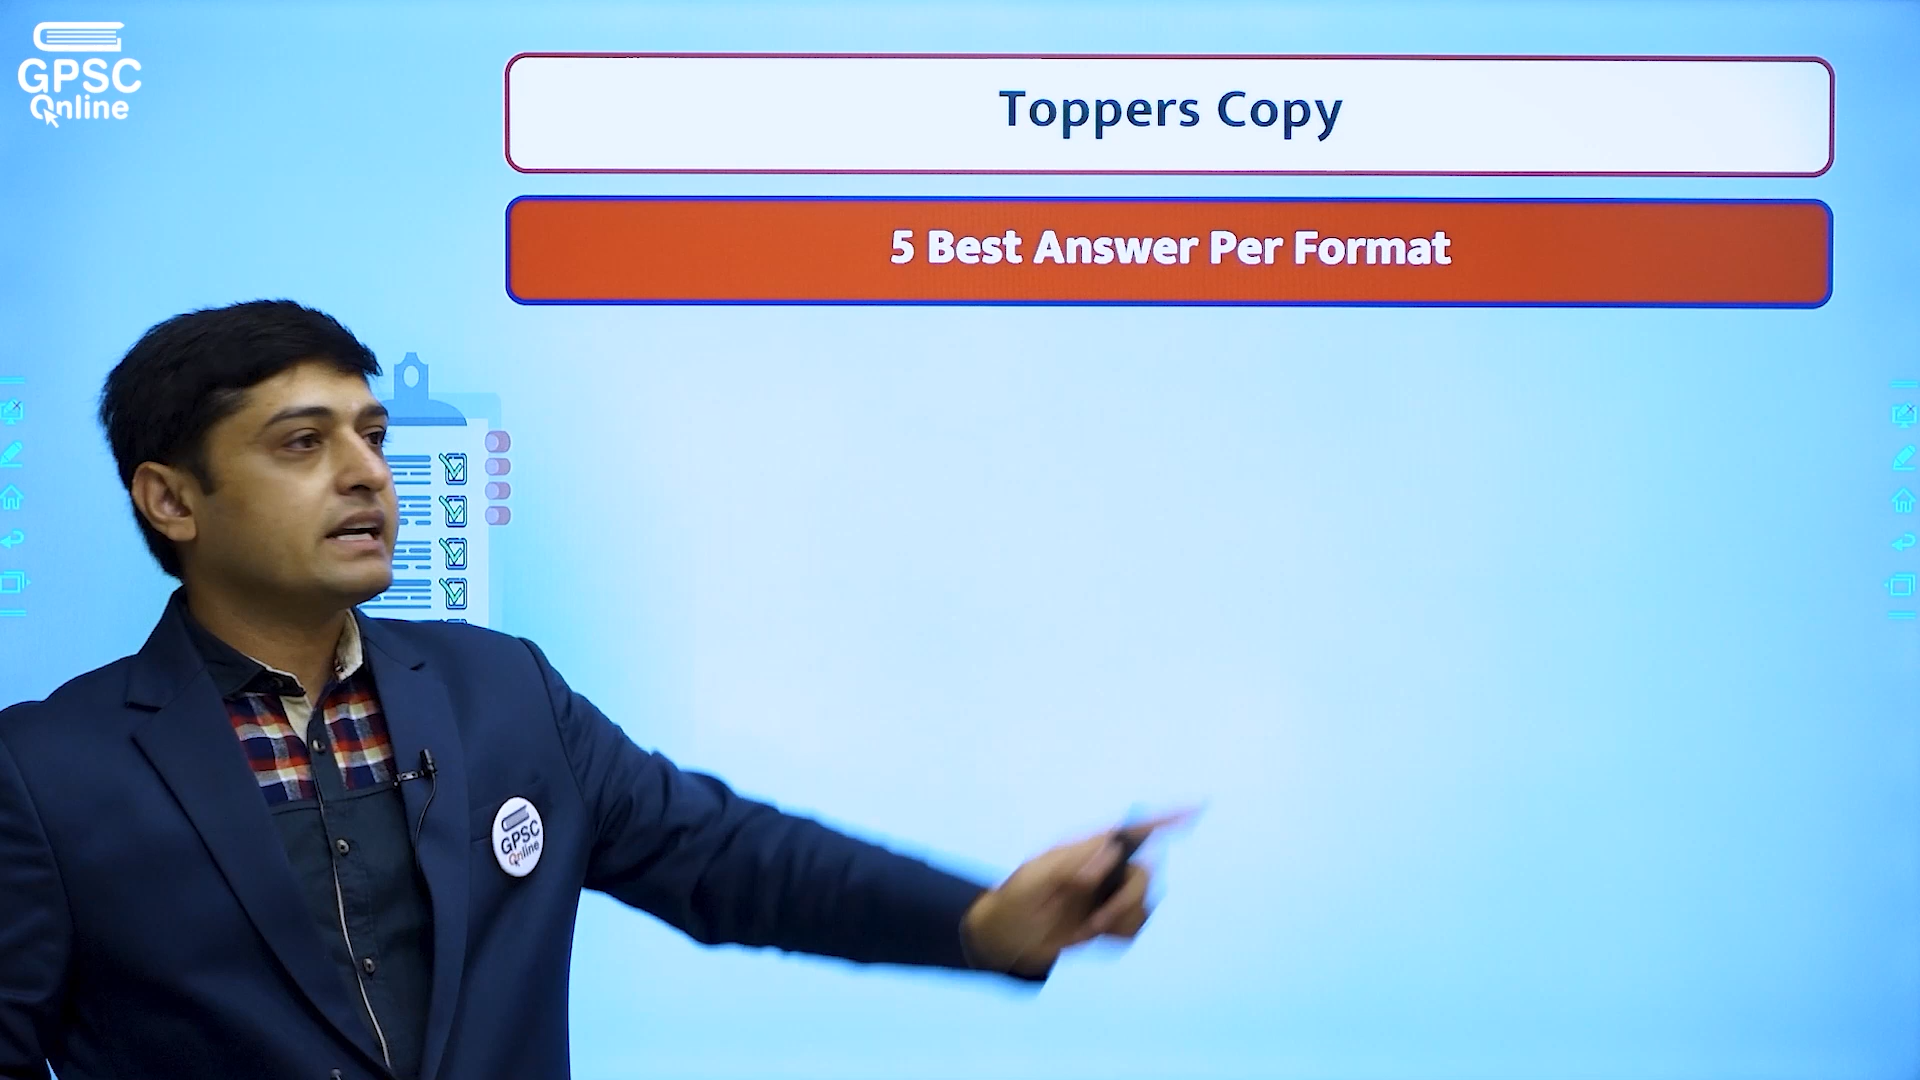 GPSC
Online
Toppers Copy
5 Best Answer Per Format
GPSC
Online